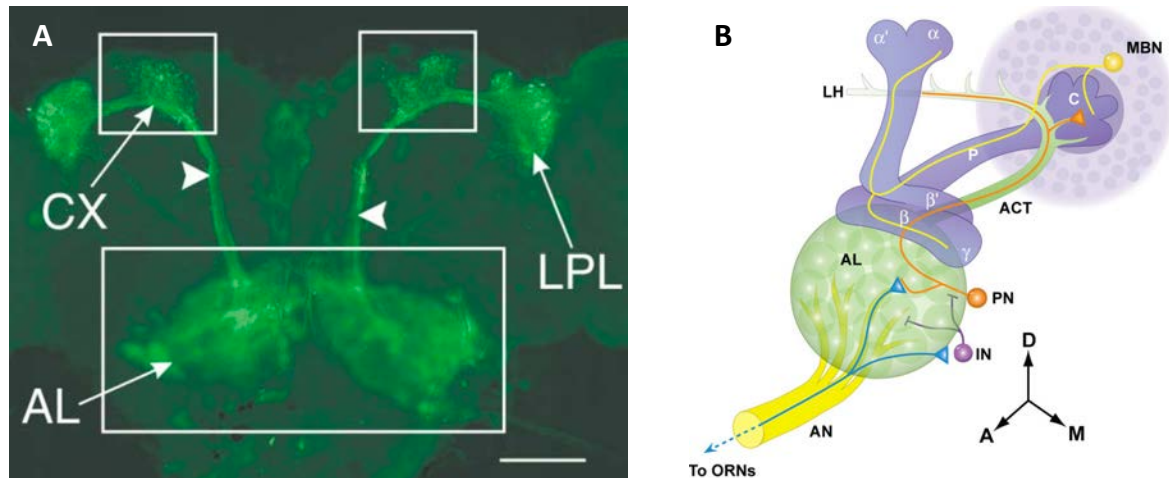 A
CX
LPL
AL
B
α'
α
MBN
LH
C
P
β'
ACT
β
γ
AL
PN
IN
D
AN
A
M
To ORNs